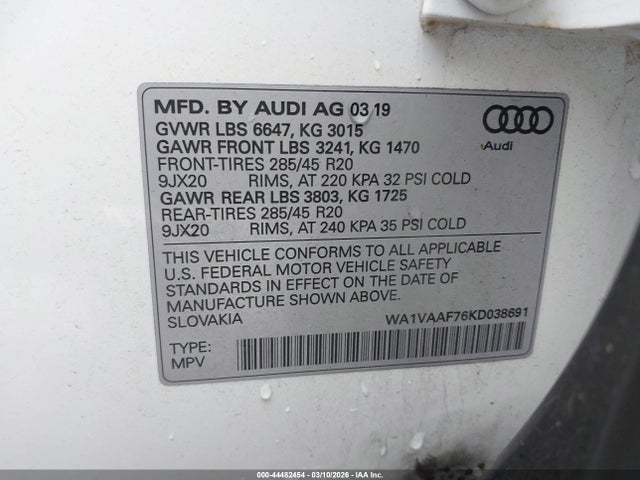 MFD. BY AUDI AG 03 19
GVWR LBS 6647, KG 3015
GAWR FRONT LBS 3241, KG 1470
FRONT-TIRES 285/45 R20
9JX20 RIMS, AT 220 KPA 32 PSI COLD
GAWR REAR LBS 3803, KG 1725
REAR-TIRES 285/45 R20
9JX20 RIMS, AT 240 KPA 35 PSI COLD
Audi
THIS VEHICLE CONFORMS TO ALL APPLICABLE
U.S. FEDERAL MOTOR VEHICLE SAFETY
STANDARDS IN EFFECT ON THE DATE OF
MANUFACTURE SHOWN ABOVE.
SLOVAKIA WA1VAAF76KD038691
TYPE:
MPV
000-44482454 - 03/10/2026 - IAA Inc.